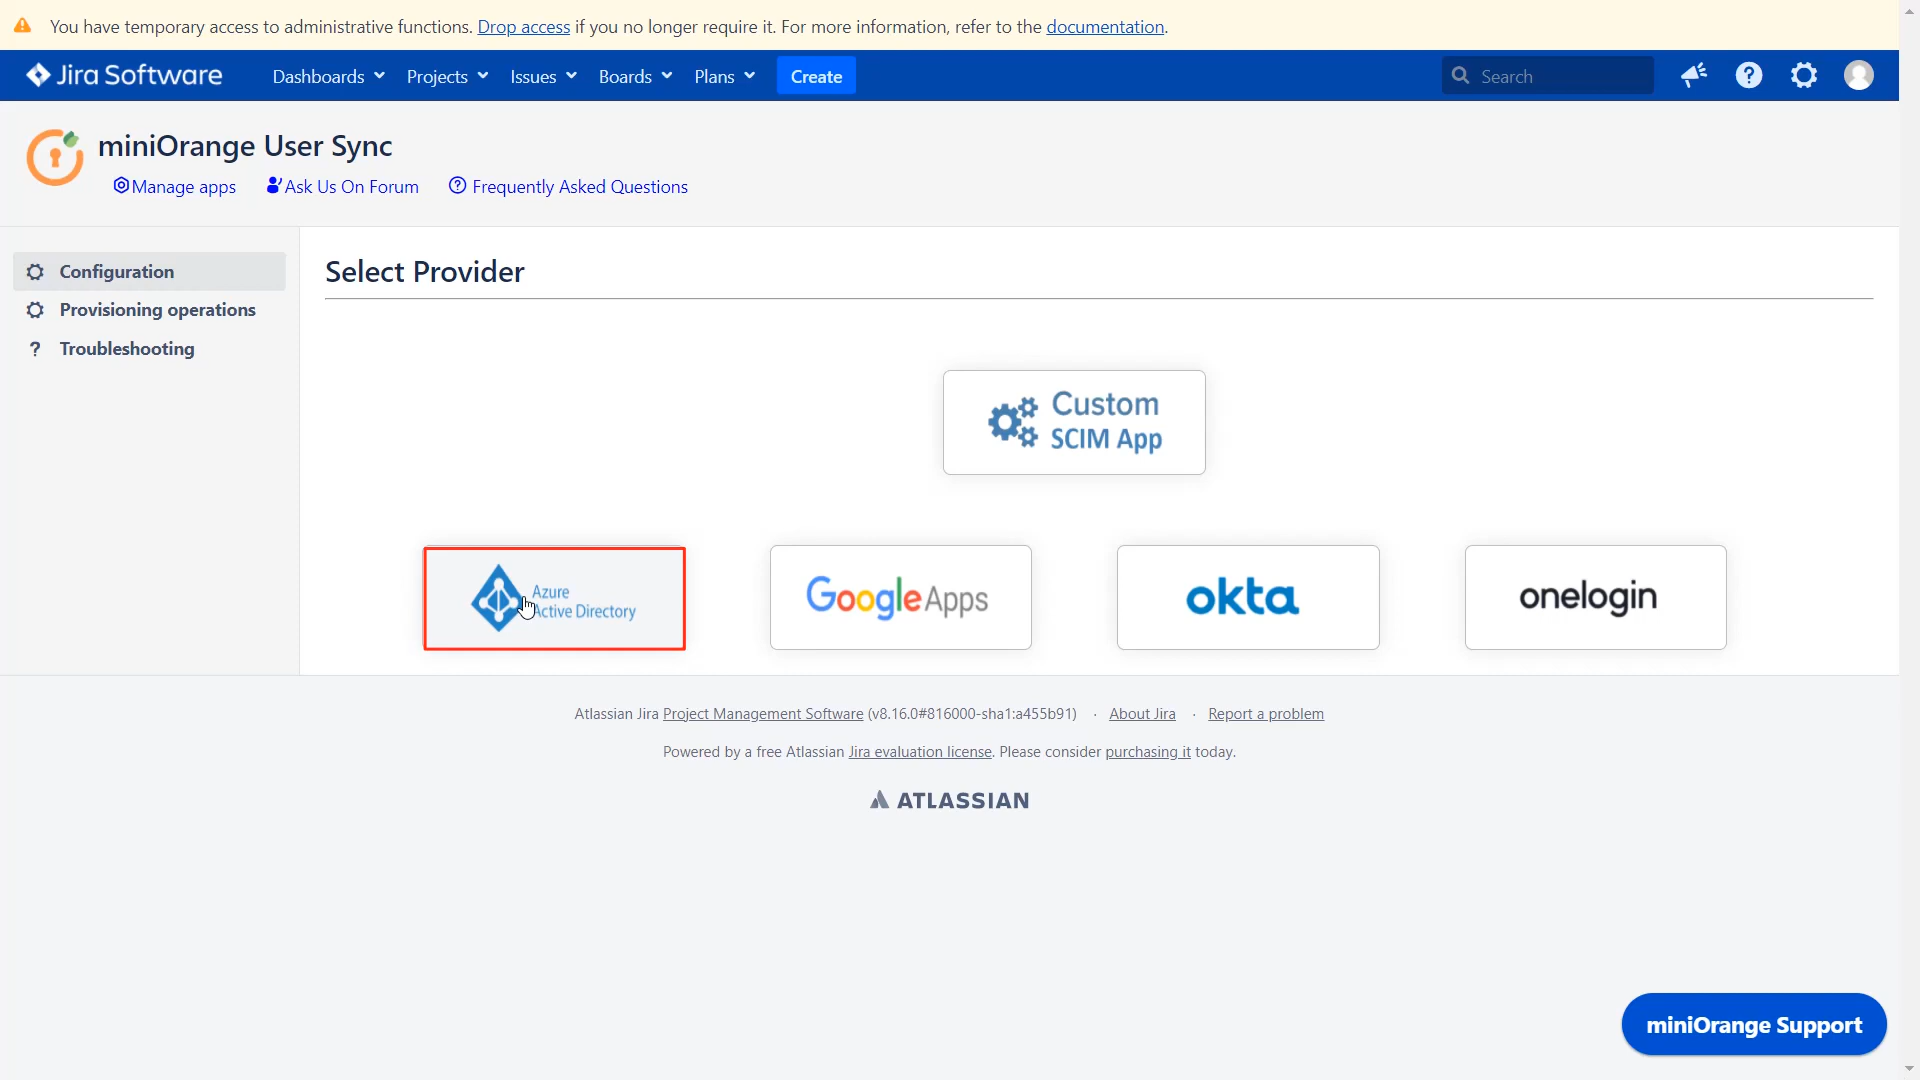 You have temporary access to administrative functions. Drop access if you no longer require it. For more information, refer to the documentation.
Jira Software Dashboards Projects Issues Boards Plans Create Search
miniOrange User Sync
Manage apps Ask Us On Forum Frequently Asked Questions
Configuration
Provisioning operations
Troubleshooting
Select Provider
Custom
SCIM App
Azure
Active Directory
Google Apps
okta
onelogin
Atlassian Jira Project Management Software (v8.16.0#816000-sha1:a455b91) · About Jira · Report a problem
Powered by a free Atlassian Jira evaluation license. Please consider purchasing it today.
ATLASSIAN
miniOrange Support